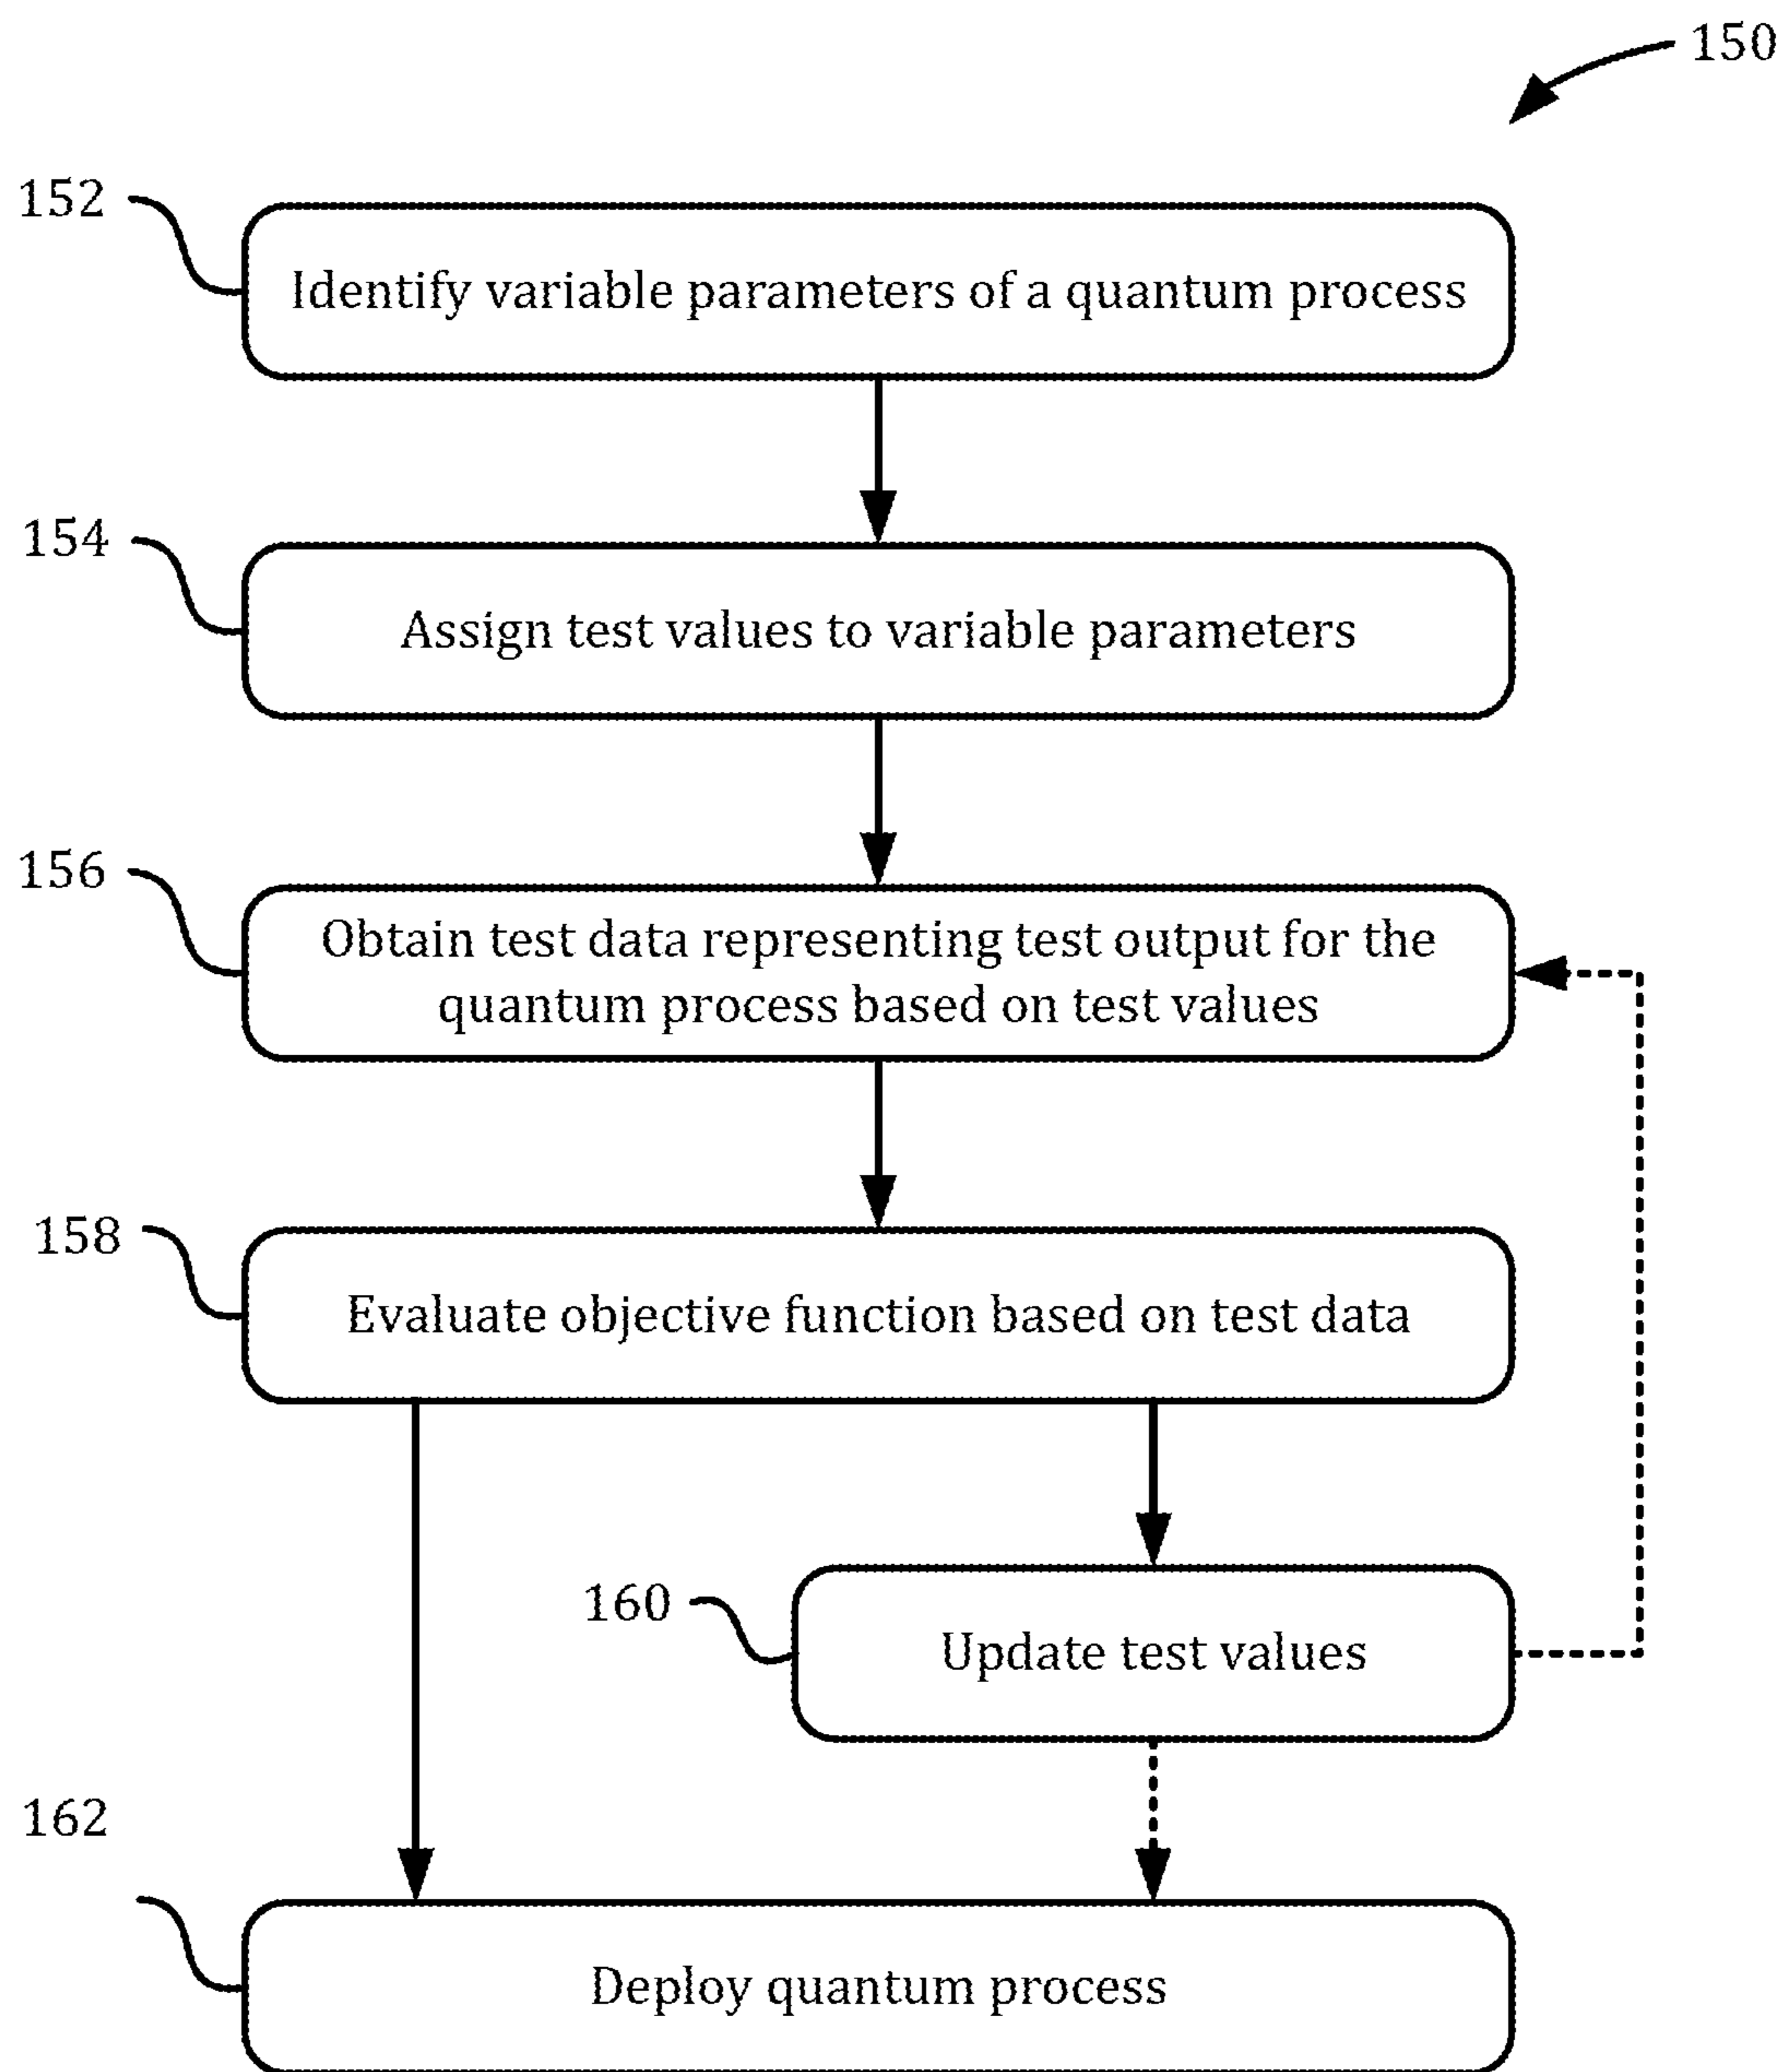 150
152
Identify variable parameters of a quantum process
154
Assign test values to variable parameters
156
Obtain test data representing test output for the
quantum process based on test values
158
Evaluate objective function based on test data
160
Update test values
162
Deploy quantum process